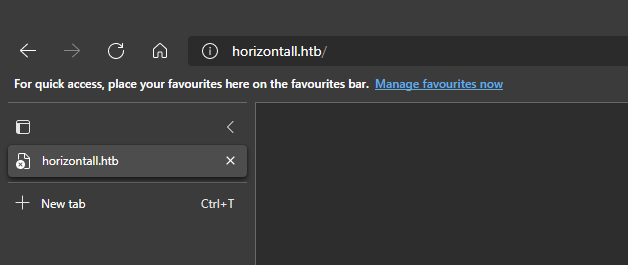 horizontall.htb/
For quick access, place your favourites here on the favourites bar. Manage favourites now
horizontall.htb
New tab Ctrl+T